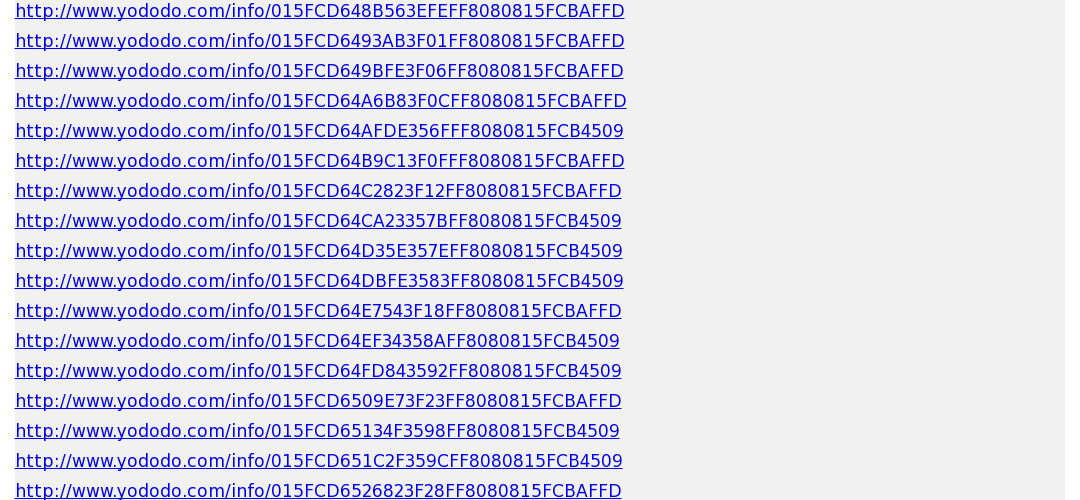 http://www.yododo.com/info/015FCD648B563EFEFF8080815FCBAFFD
http://www.yododo.com/info/015FCD6493AB3F01FF8080815FCBAFFD
http://www.yododo.com/info/015FCD649BFE3F06FF8080815FCBAFFD
http://www.yododo.com/info/015FCD64A6B83F0CFF8080815FCBAFFD
http://www.yododo.com/info/015FCD64AFDE356FFF8080815FCB4509
http://www.yododo.com/info/015FCD64B9C13F0FFF8080815FCBAFFD
http://www.yododo.com/info/015FCD64C2823F12FF8080815FCBAFFD
http://www.yododo.com/info/015FCD64CA23357BFF8080815FCB4509
http://www.yododo.com/info/015FCD64D35E357EFF8080815FCB4509
http://www.yododo.com/info/015FCD64DBFE3583FF8080815FCB4509
http://www.yododo.com/info/015FCD64E7543F18FF8080815FCBAFFD
http://www.yododo.com/info/015FCD64EF34358AFF8080815FCB4509
http://www.yododo.com/info/015FCD64FD843592FF8080815FCB4509
http://www.yododo.com/info/015FCD6509E73F23FF8080815FCBAFFD
http://www.yododo.com/info/015FCD65134F3598FF8080815FCB4509
http://www.yododo.com/info/015FCD651C2F359CFF8080815FCB4509
http://www.yododo.com/info/015FCD6526823F28FF8080815FCBAFFD